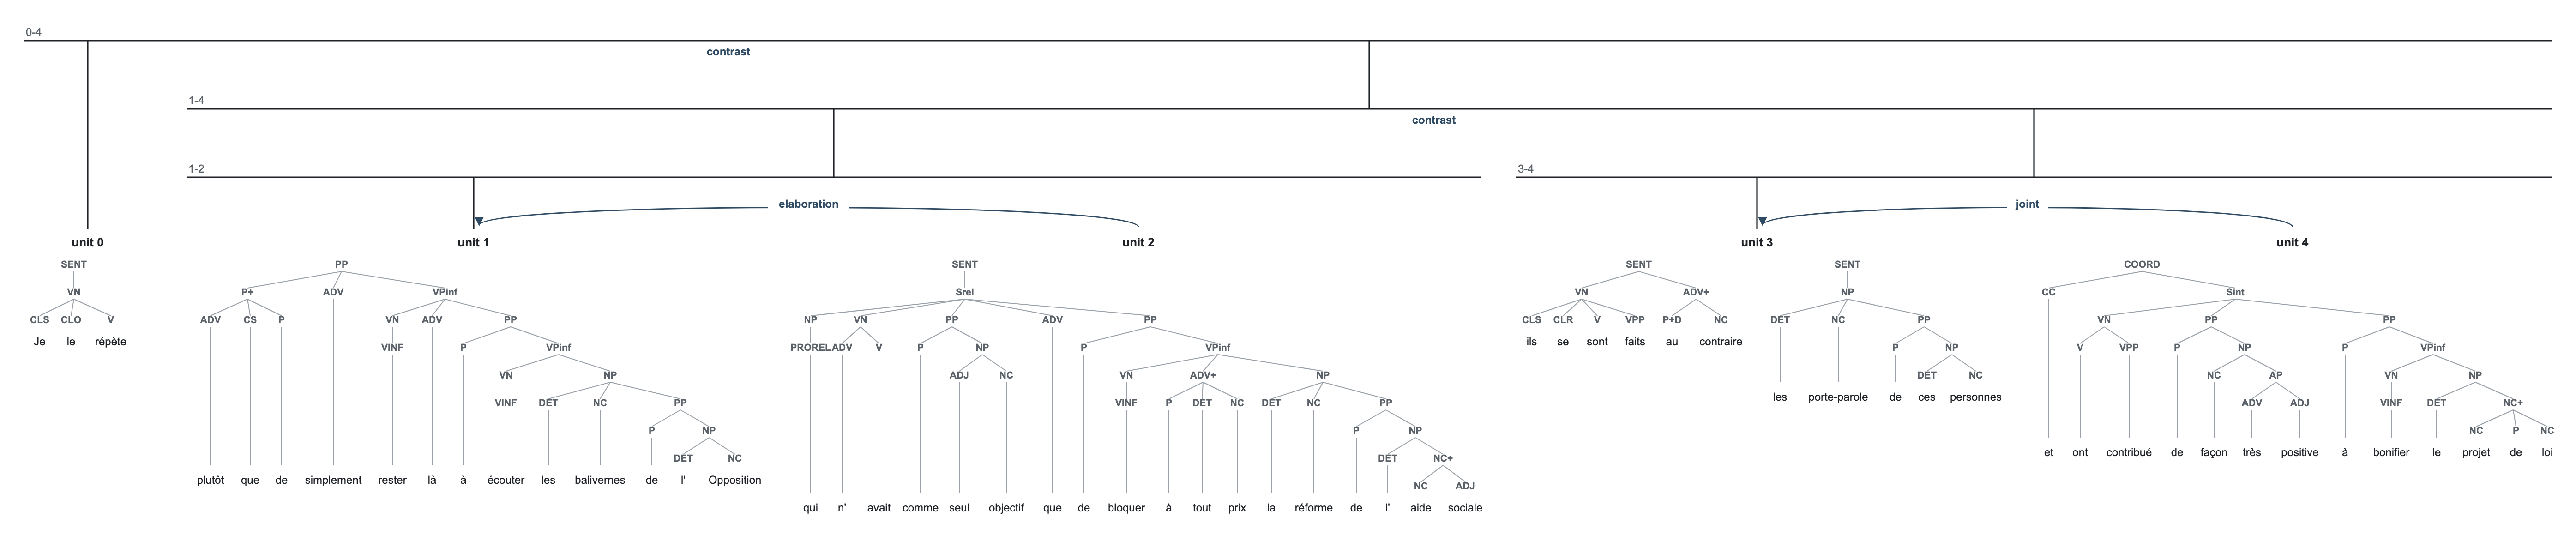 0-4
contrast
1-4
contrast
1-2 3-4
elaboration joint
unit 0 unit 1 unit 2 unit 3 unit 4
SENT PP SENT SENT SENT COORD
VN P+ ADV VPinf Srel VN ADV+ NP CC Sint
CLS CLO V ADV CS P VN ADV PP NP VN PP ADV PP CLS CLR V VPP P+D NC DET NC PP VN PP PP
Je le répète ils se sont faits au contraire
VINF P VPinf PROREL ADV V P NP P VPinf P NP V VPP P NP P VPinf
VN NP ADJ NC VN ADV+ NP DET NC NC AP VN NP
les porte-parole de ces personnes
VINF DET NC PP VINF P DET NC DET NC PP ADV ADJ VINF DET NC+
P NP P NP NC P NC
et ont contribué de façon très positive à bonifier le projet de loi
DET NC DET NC+
plutôt que de simplement rester là à écouter les balivernes de l' Opposition
NC ADJ
qui n' avait comme seul objectif que de bloquer à tout prix la réforme de l' aide sociale